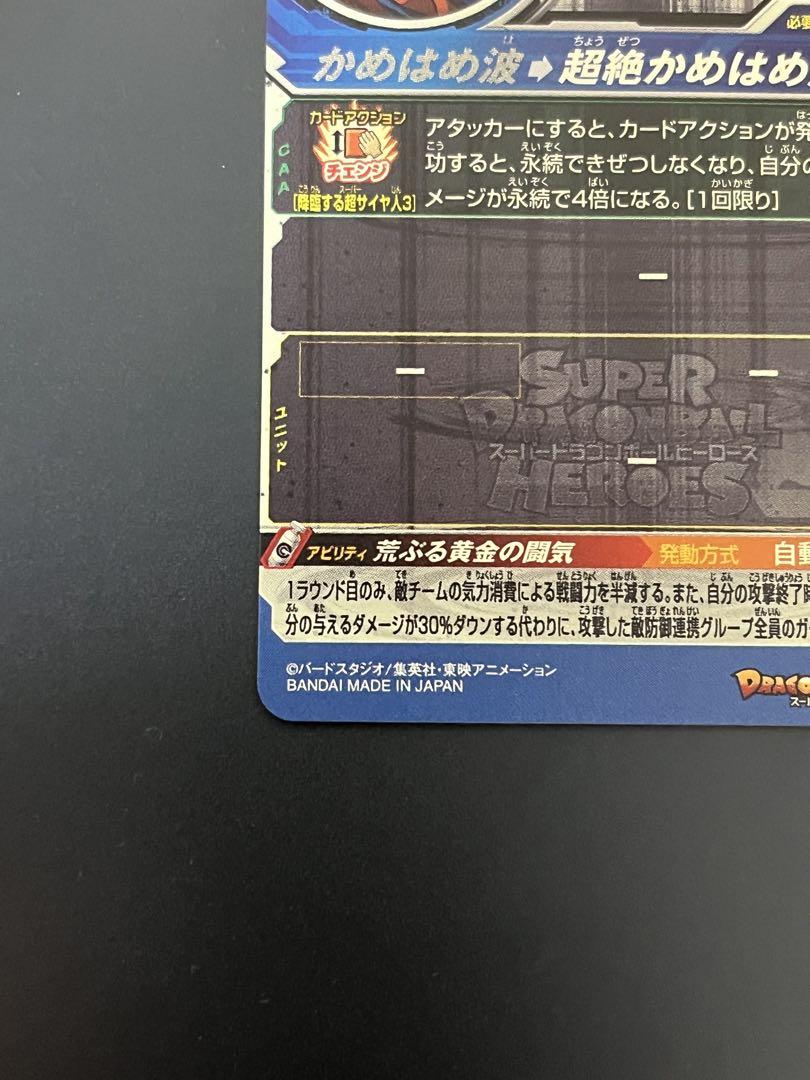 必要
かめはめ波➡超絶かめはめ
カードアクション
チェンジ
[降臨する超サイヤ人3]
CAA
アタッカーにすると、カードアクションが発
功すると、永続できぜつしなくなり、自分の
メージが永続で4倍になる。[1回限り]
ー
ユニット
ー
ー
SUPER
DRAGONBALL
スーパードラゴンボールヒーローズ
HEROES
ー
アビリティ 荒ぶる黄金の闘気 発動方式 自動
1ラウンド目のみ、敵チームの気力消費による戦闘力を半減する。また、自分の攻撃終了時
分の与えるダメージが30%ダウンする代わりに、攻撃した敵防御連携グループ全員のガー
©バードスタジオ/集英社・東映アニメーション
BANDAI MADE IN JAPAN
DRAGO
スー